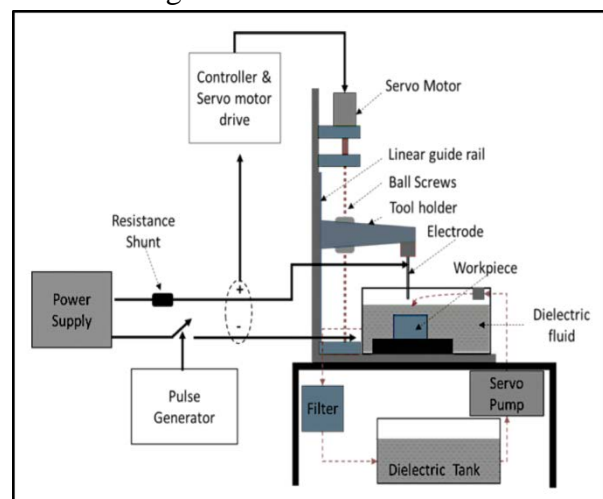 Controller &
Servo motor
drive
Servo Motor
Linear guide rail
Ball Screws
Tool holder
Electrode
Resistance
Shunt
Workpiece
Power
Supply
+
-
Dielectric
fluid
Pulse
Generator
Filter
Servo
Pump
Dielectric Tank